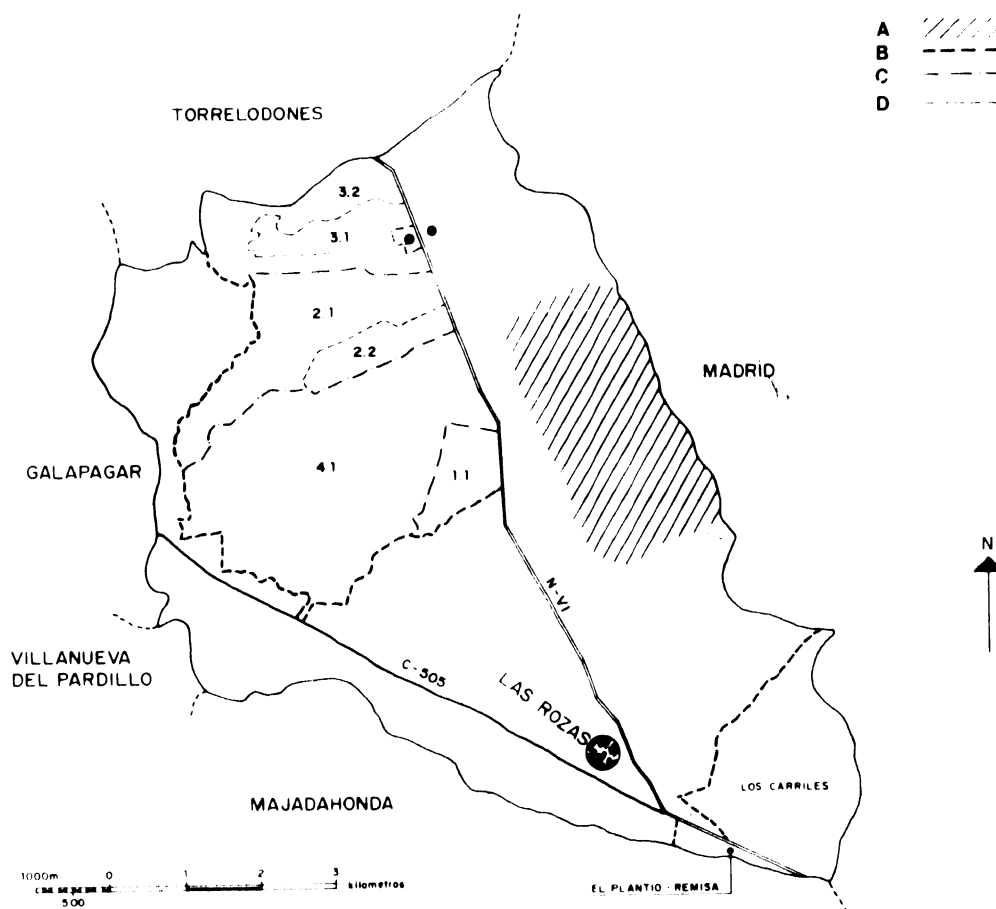 A
B
C
D
TORRELODONES
3.2
3.1
2.1
2.2
MADRID
GALAPAGAR
4.1
1.1
N
N-VI
VILLANUEVA
DEL PARDILLO
C-505
LAS ROZAS
LOS CARRILES
MAJADAHONDA
1000m 0 1 2 3 kilometros
500
EL PLANTIO-REMISA